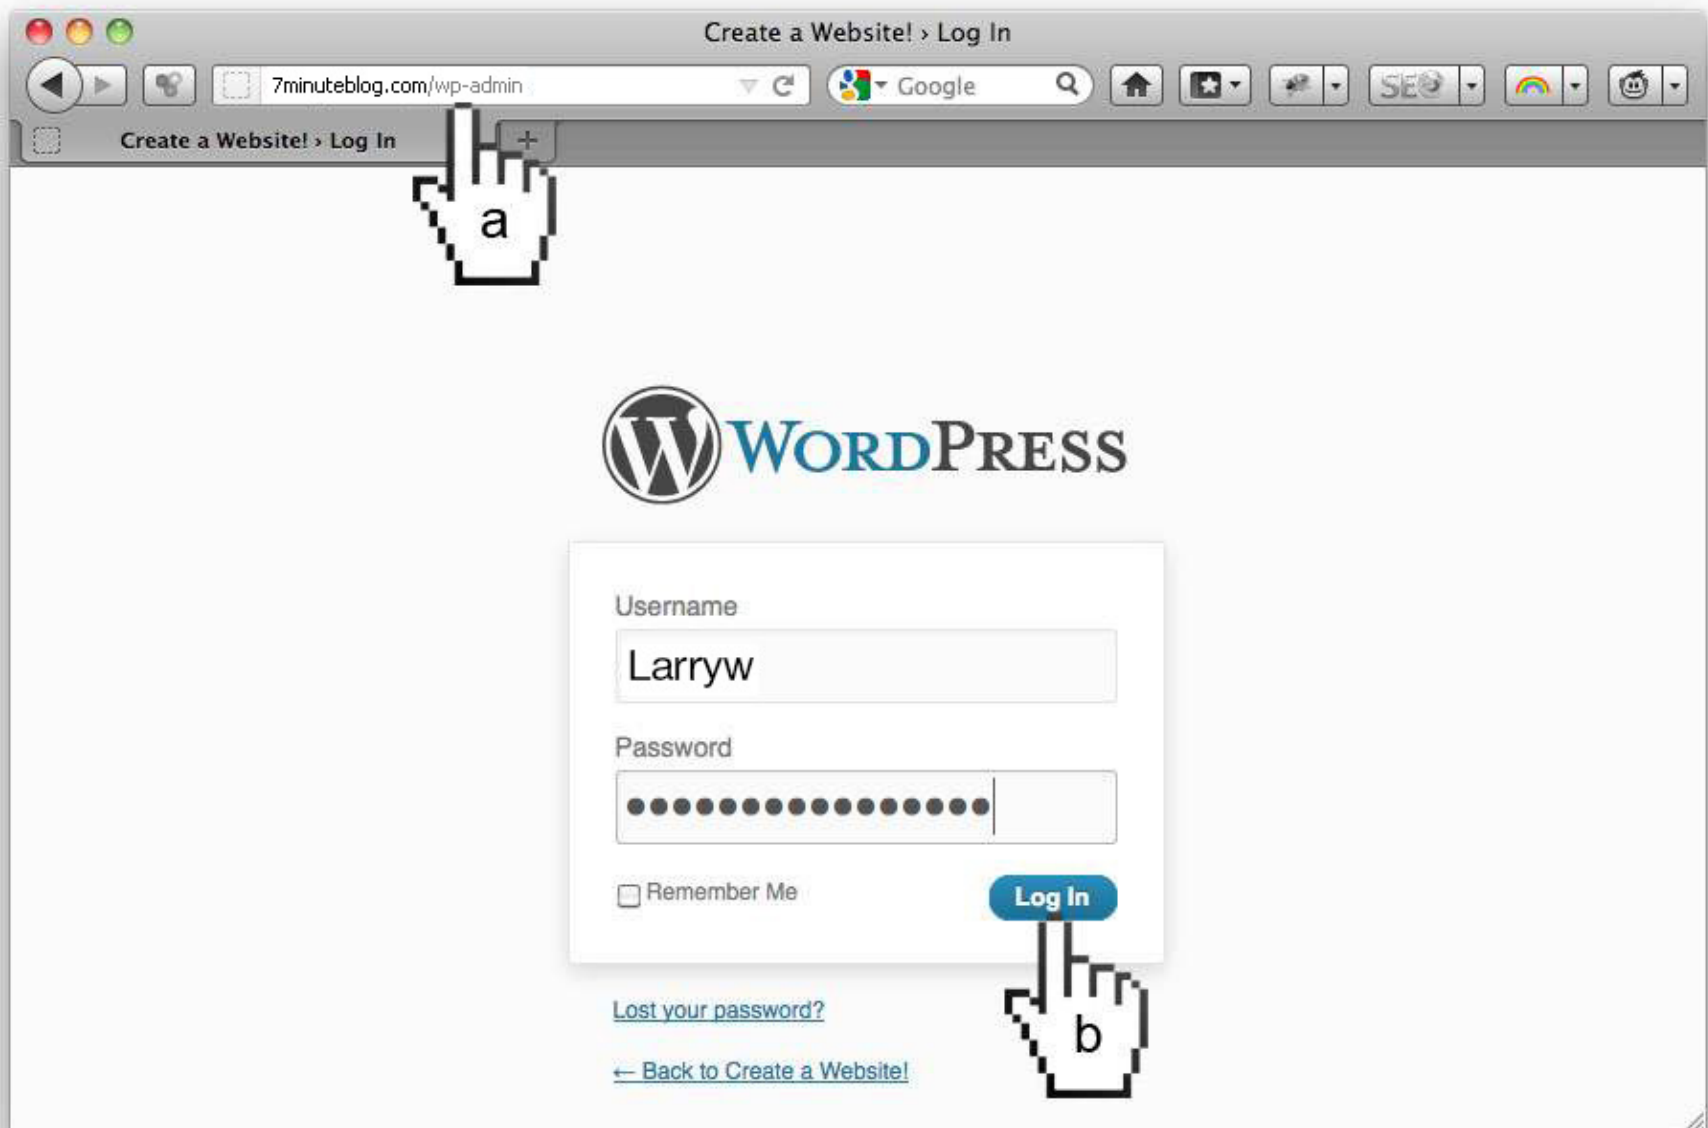 Create a Website! › Log In
7minuteblog.com/wp-admin
Google
SEO
Create a Website! › Log In
a
WORDPRESS
Username
Larryw
Password
Remember Me
Log In
b
Lost your password?
← Back to Create a Website!